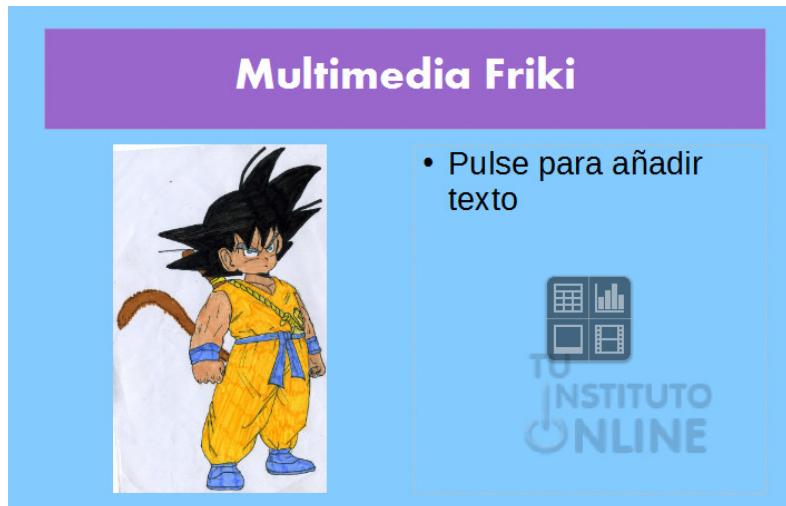 Multimedia Friki
• Pulse para añadir
texto
TU
INSTITUTO
ONLINE